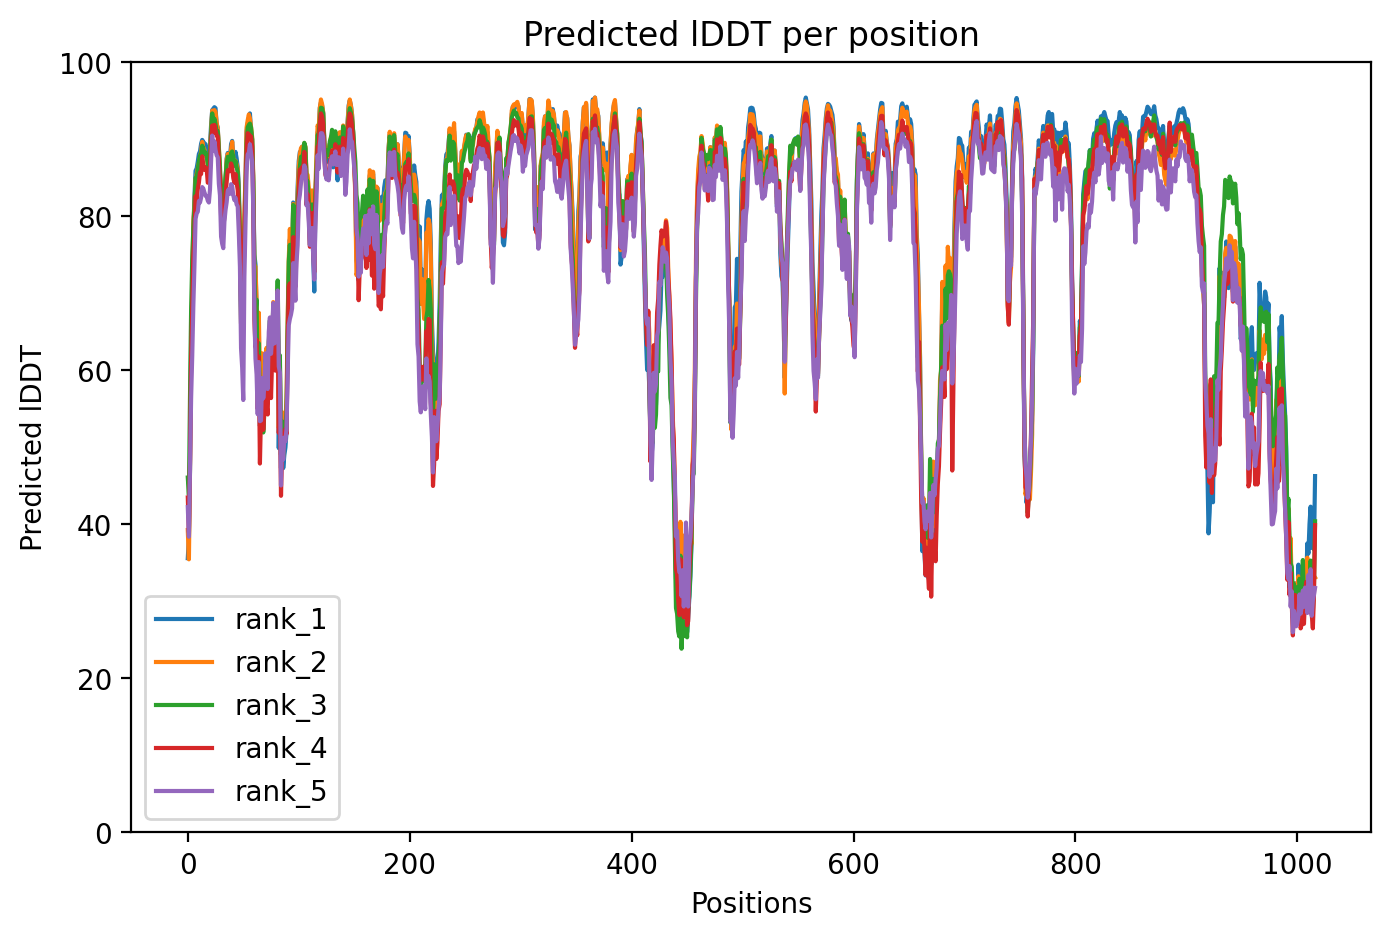 Predicted lDDT per position
100
80
60
40
20
0
Predicted lDDT
rank_1
rank_2
rank_3
rank_4
rank_5
0 200 400 600 800 1000
Positions